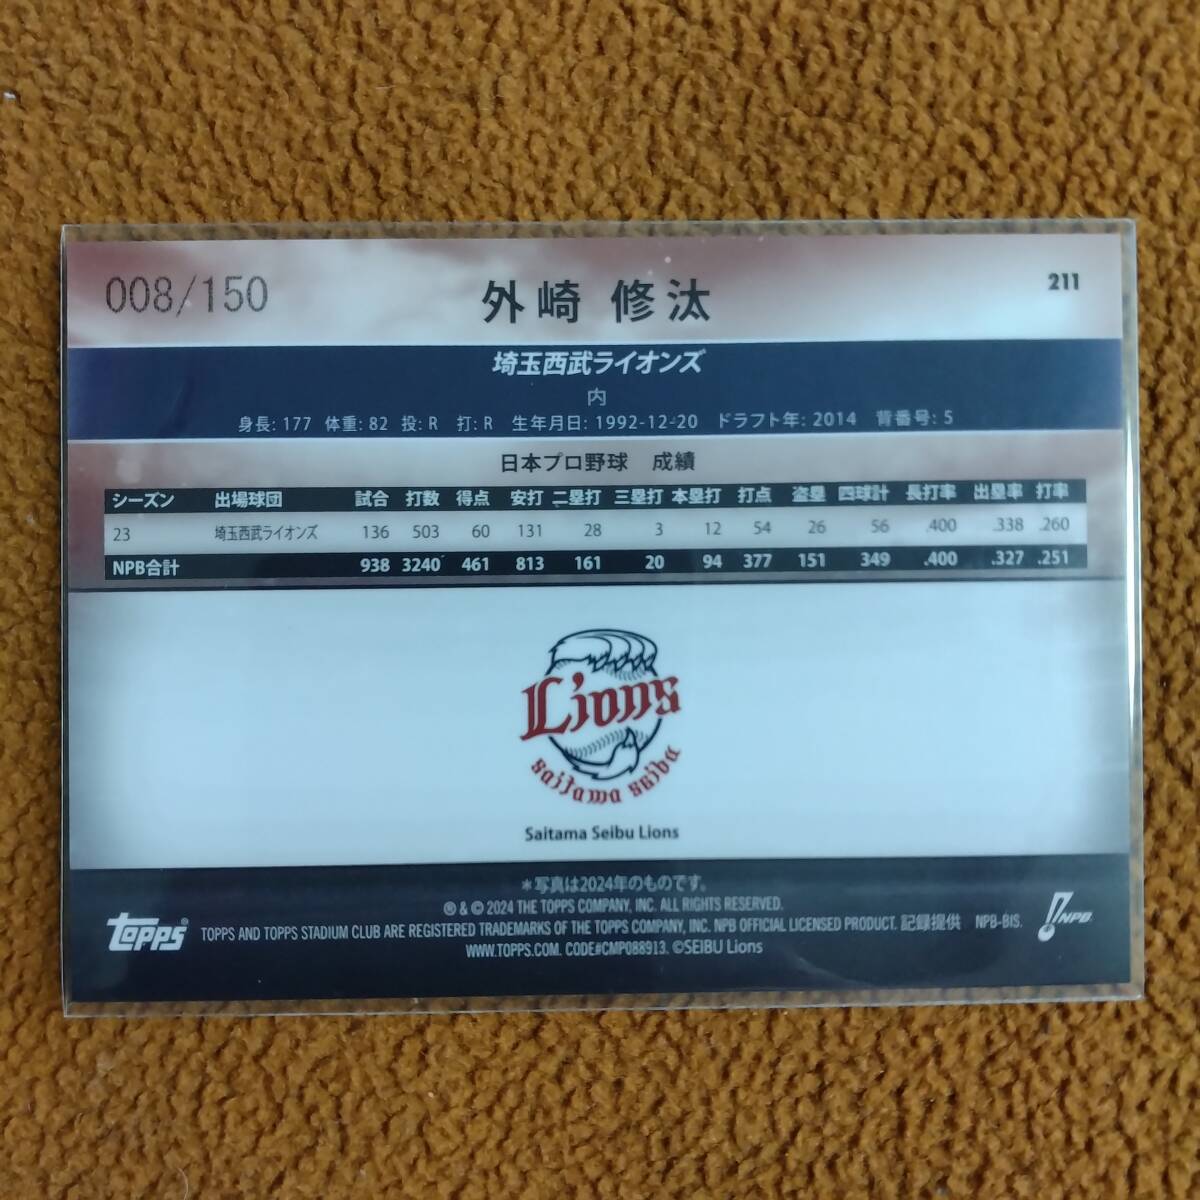 008/150 外崎 修汰 211
埼玉西武ライオンズ
内
身長: 177 体重: 82 投: R 打: R 生年月日: 1992-12-20 ドラフト年: 2014 背番号: 5
日本プロ野球 成績
シーズン 出場球団 試合 打数 得点 安打 二塁打 三塁打 本塁打 打点 盗塁 四球計 長打率 出塁率 打率
23 埼玉西武ライオンズ 136 503 60 131 28 3 12 54 26 56 .400 .338 .260
NPB合計 938 3240 461 813 161 20 94 377 151 349 .400 .327 .251
Lions
saitama seibu
Saitama Seibu Lions
*写真は2024年のものです。
® & © 2024 THE TOPPS COMPANY, INC. ALL RIGHTS RESERVED.
topps® TOPPS AND TOPPS STADIUM CLUB ARE REGISTERED TRADEMARKS OF THE TOPPS COMPANY, INC. NPB OFFICIAL LICENSED PRODUCT. 記録提供 NPB-BIS. NPB
WWW.TOPPS.COM. CODE#CMP088913. ©SEIBU Lions